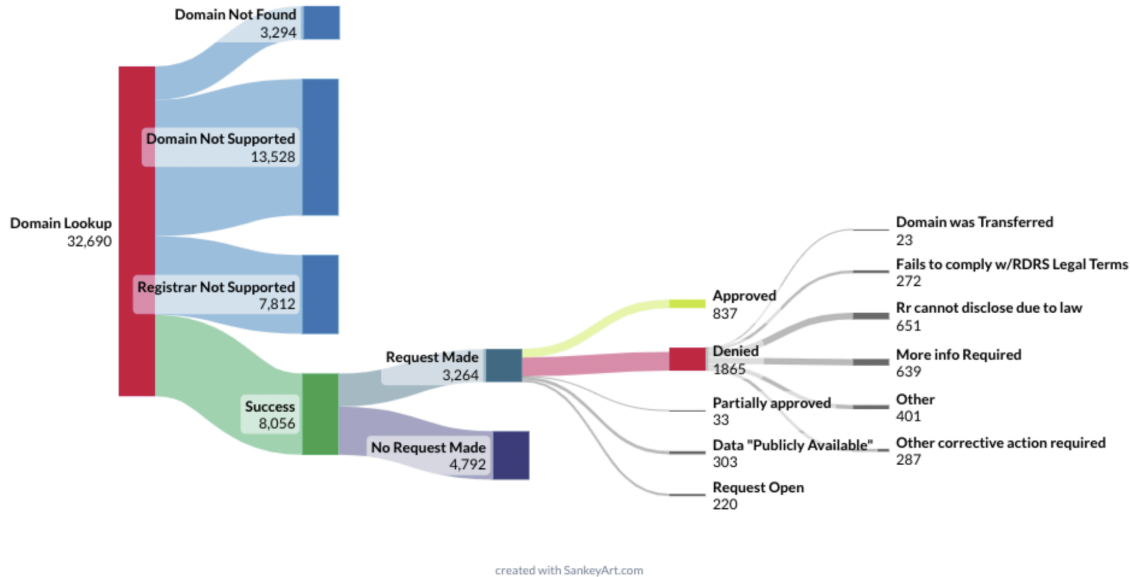 Domain Not Found
3,294
Domain Not Supported
13,528
Domain Lookup
32,690
Registrar Not Supported
7,812
Success
8,056
Request Made
3,264
No Request Made
4,792
Approved
837
Denied
1865
Partially approved
33
Data "Publicly Available"
303
Request Open
220
Domain was Transferred
23
Fails to comply w/RDRS Legal Terms
272
Rr cannot disclose due to law
651
More info Required
639
Other
401
Other corrective action required
287
created with SankeyArt.com